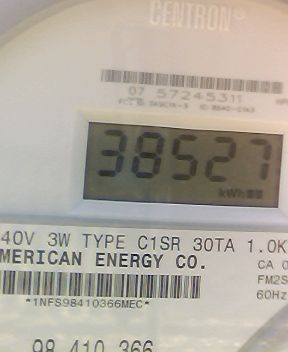 CENTRON®
07 57245311
38527
kWh
40V 3W TYPE C1SR 30TA 1.0K
MERICAN ENERGY CO.
CA 0
FM2S
*1NFS98410366MEC*
60Hz
98 410 366